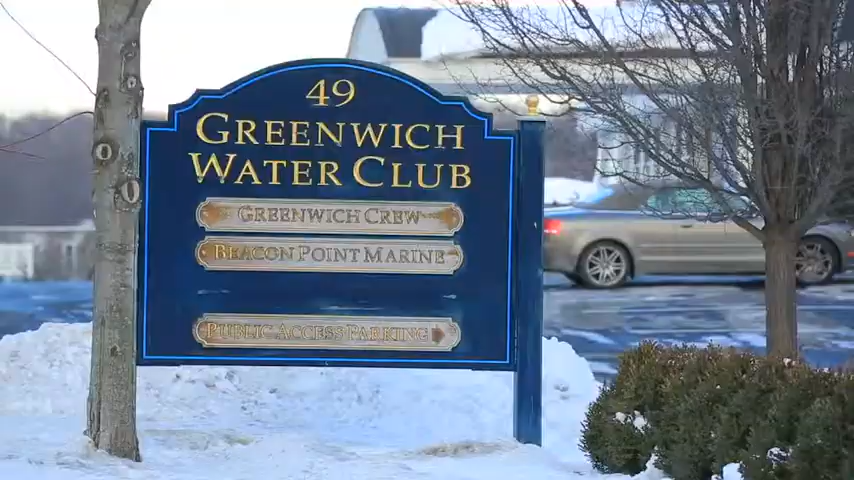 49
GREENWICH
WATER CLUB
GREENWICH CREW
BEACON POINT MARINE
PUBLIC ACCESS PARKING